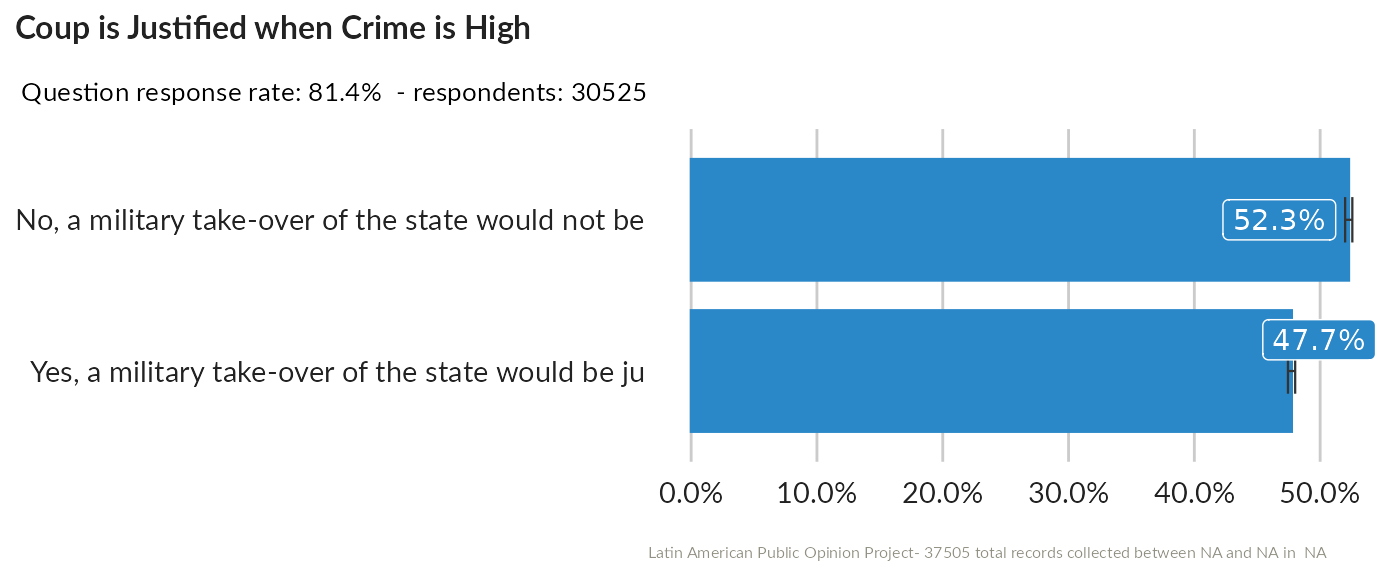 Coup is Justified when Crime is High
Question response rate: 81.4%  - respondents: 30525
No, a military take-over of the state would not be
52.3%
47.7%
Yes, a military take-over of the state would be ju
0.0% 10.0% 20.0% 30.0% 40.0% 50.0%
Latin American Public Opinion Project- 37505 total records collected between NA and NA in  NA